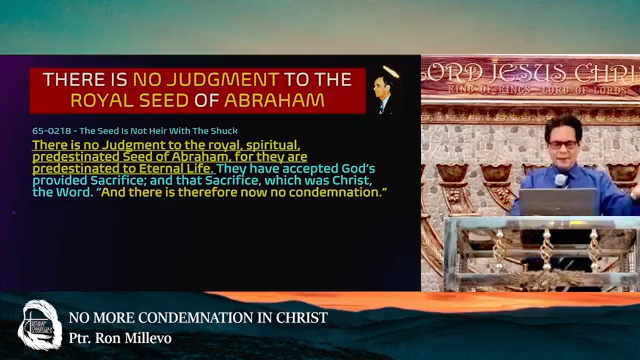 THERE IS NO JUDGMENT TO THE
ROYAL SEED OF ABRAHAM
65-0218 - The Seed Is Not Heir With The Shuck
There is no Judgment to the royal, spiritual,
predestinated Seed of Abraham, for they are
predestinated to Eternal Life. They have accepted God's
provided Sacrifice; and that Sacrifice, which was Christ,
the Word. "And there is therefore now no condemnation."
LORD JESUS CHRI
KING OF KINGS LORD OF LORDS
NO MORE CONDEMNATION IN CHRIST
Ptr. Ron Millevo